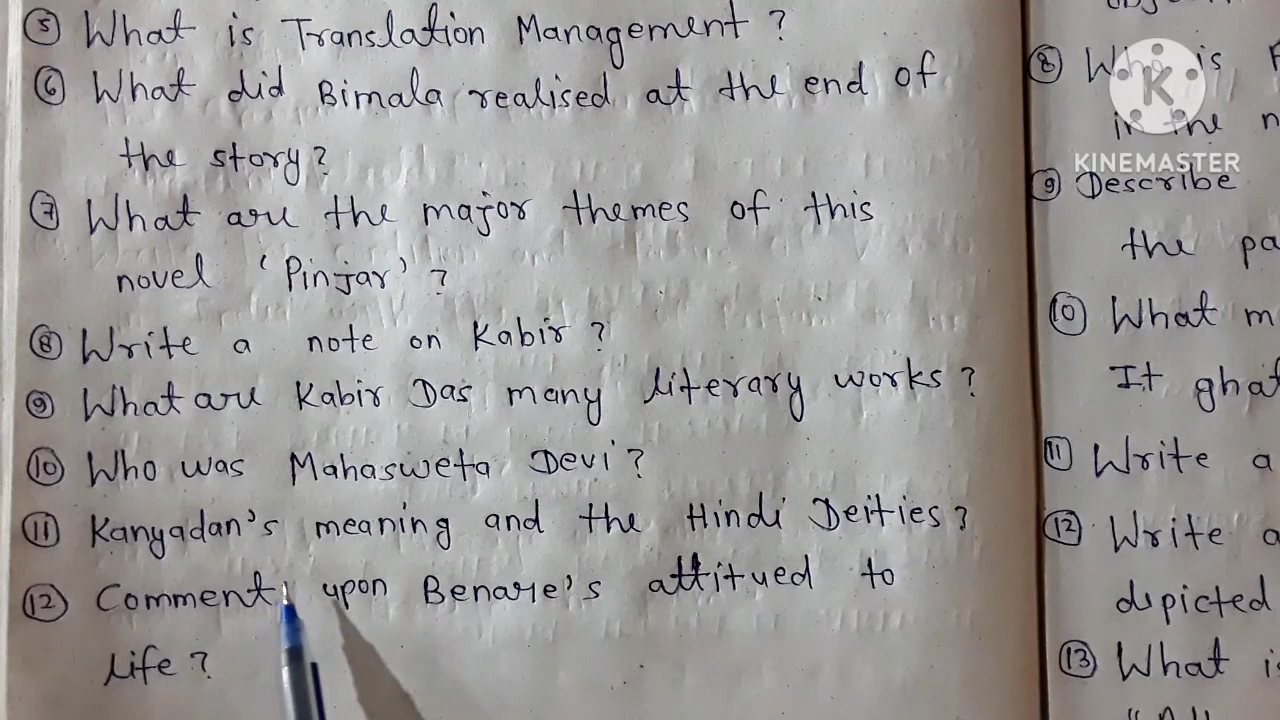 ⑤ What is Translation Management ?
⑥ What did Bimala realised at the end of
the story ?
⑦ What are the major themes of this
novel ‘Pinjar’ ?
⑧ Write a note on Kabir ?
⑨ What are Kabir Das many literary works ?
⑩ Who was Mahasweta Devi ?
⑪ Kanyadan's meaning and the Hindi Deities ?
⑫ Comment upon Benare's attitued to
life ?
⑧ is
in the
⑨ Describe
the
⑩ What
It
⑪ Write a
⑫ Write a
depicted
⑬ What
K
KINEMASTER